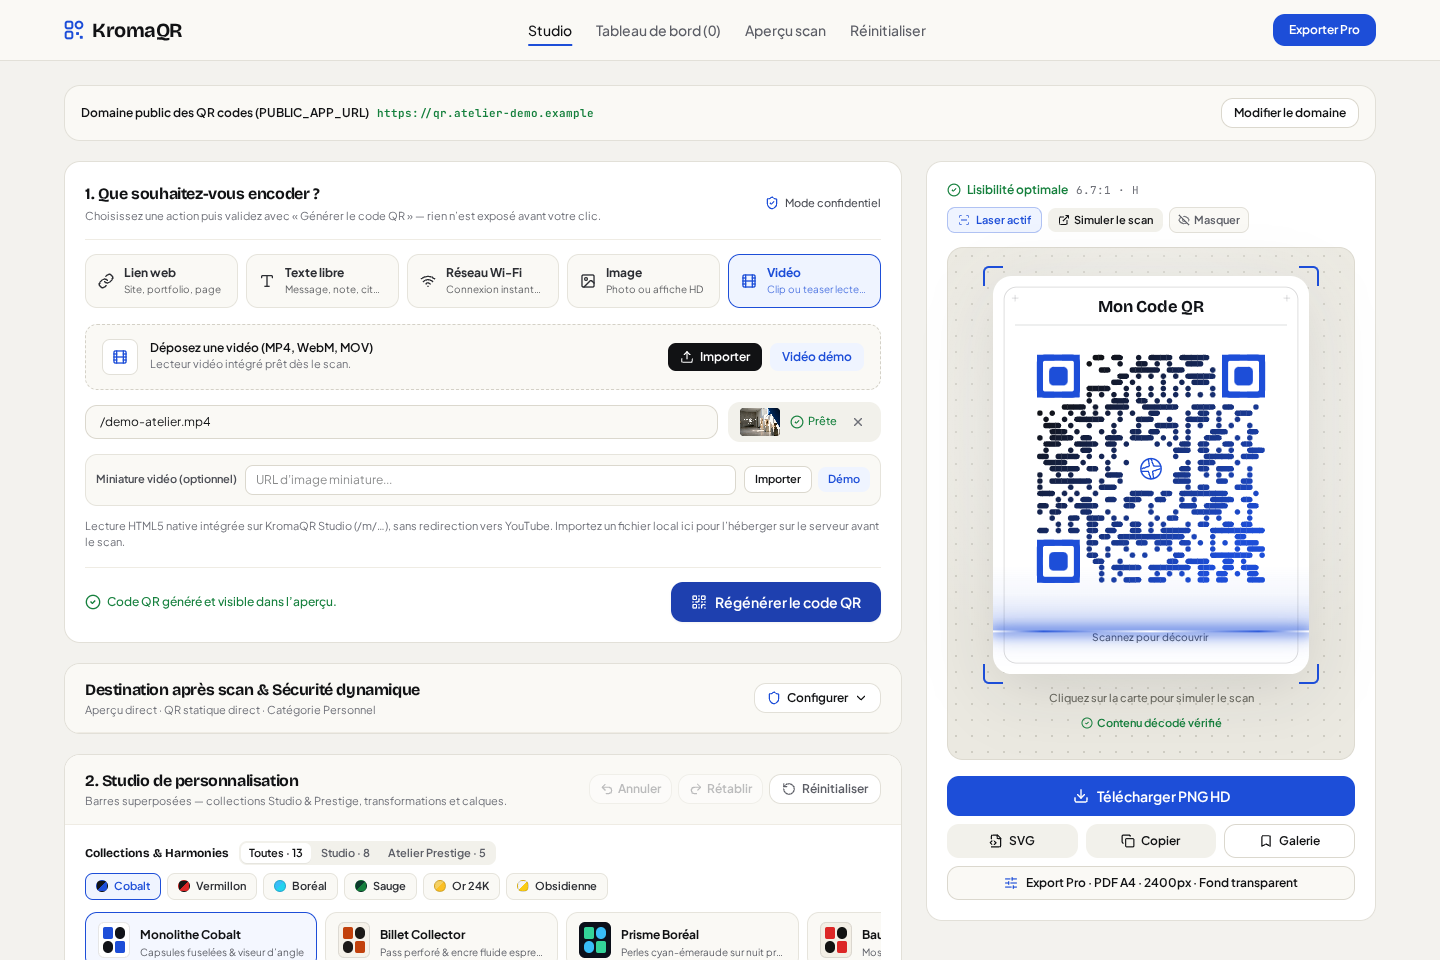 KromaQR
Studio
Tableau de bord (0)
Aperçu scan
Réinitialiser
Exporter Pro
Domaine public des QR codes (PUBLIC_APP_URL) https://qr.atelier-demo.example
Modifier le domaine
1. Que souhaitez-vous encoder ?
Choisissez une action puis validez avec « Générer le code QR » — rien n'est exposé avant votre clic.
Mode confidentiel
Lien web
Site, portfolio, page
Texte libre
Message, note, cit...
Réseau Wi-Fi
Connexion instant...
Image
Photo ou affiche HD
Vidéo
Clip ou teaser lecte...
Déposez une vidéo (MP4, WebM, MOV)
Lecteur vidéo intégré prêt dès le scan.
Importer
Vidéo démo
/demo-atelier.mp4
Prête
Miniature vidéo (optionnel)
URL d'image miniature...
Importer
Démo
Lecture HTML5 native intégrée sur KromaQR Studio (/m/...), sans redirection vers YouTube. Importez un fichier local ici pour l'héberger sur le serveur avant
le scan.
Code QR généré et visible dans l'aperçu.
Régénérer le code QR
Destination après scan & Sécurité dynamique
Aperçu direct · QR statique direct · Catégorie Personnel
Configurer
2. Studio de personnalisation
Barres superposées — collections Studio & Prestige, transformations et calques.
Annuler
Rétablir
Réinitialiser
Collections & Harmonies
Toutes · 13
Studio · 8
Atelier Prestige · 5
Cobalt
Vermillon
Boréal
Sauge
Or 24K
Obsidienne
Monolithe Cobalt
Capsules fuselées & viseur d'angle
Billet Collector
Pass perforé & encre fluide espre...
Prisme Boréal
Perles cyan-émeraude sur nuit pr...
Bau
Mos
Lisibilité optimale 6.7:1 · H
Laser actif
Simuler le scan
Masquer
Mon Code QR
Scannez pour découvrir
Cliquez sur la carte pour simuler le scan
Contenu décodé vérifié
Télécharger PNG HD
SVG
Copier
Galerie
Export Pro · PDF A4 · 2400px · Fond transparent